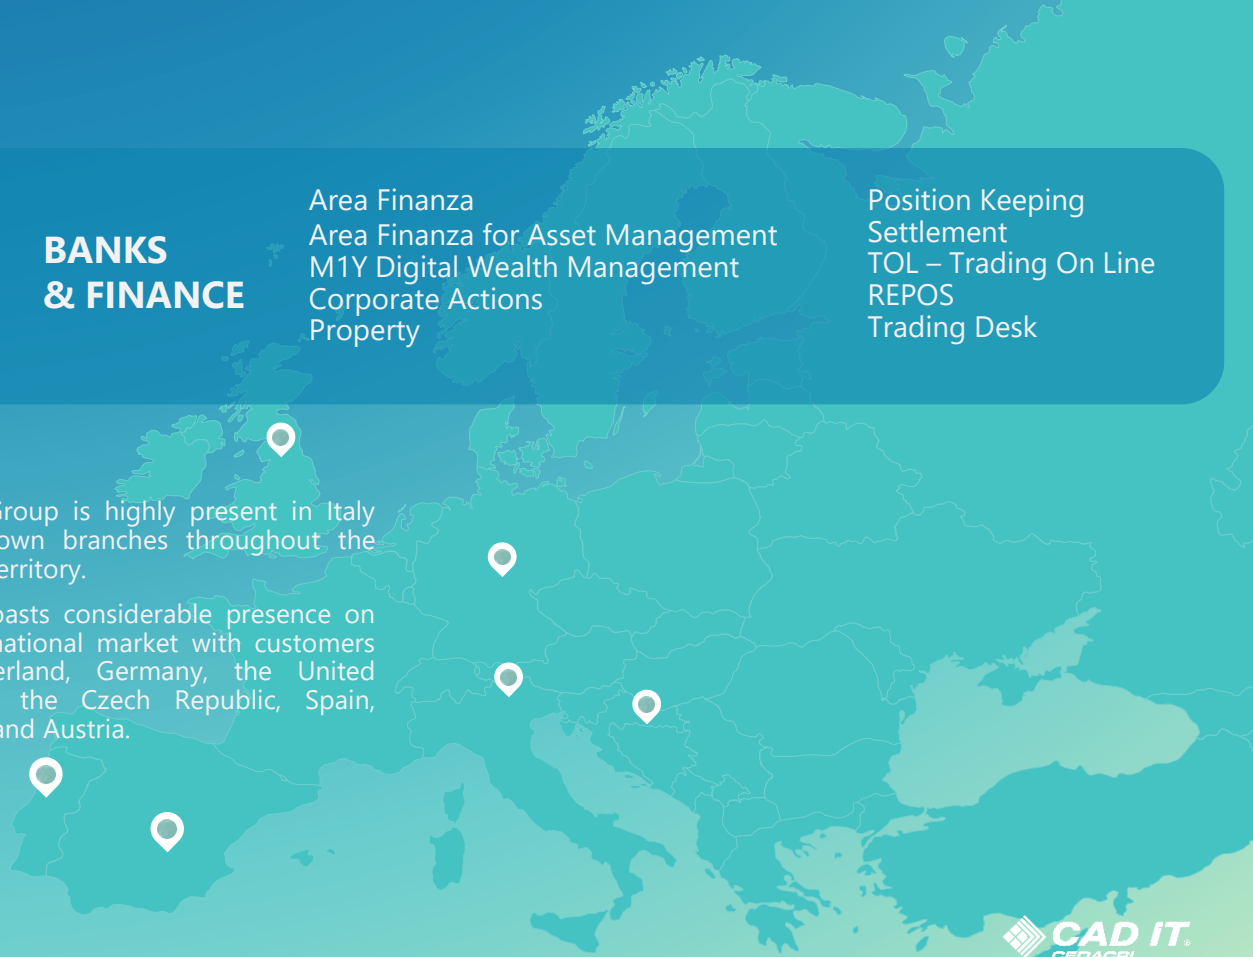 BANKS
& FINANCE
Area Finanza
Area Finanza for Asset Management
M1Y Digital Wealth Management
Corporate Actions
Property
Position Keeping
Settlement
TOL – Trading On Line
REPOS
Trading Desk
Group is highly present in Italy
own branches throughout the
erritory.
oasts considerable presence on
national market with customers
erland, Germany, the United
the Czech Republic, Spain,
and Austria.
CAD IT®
CEDACRI